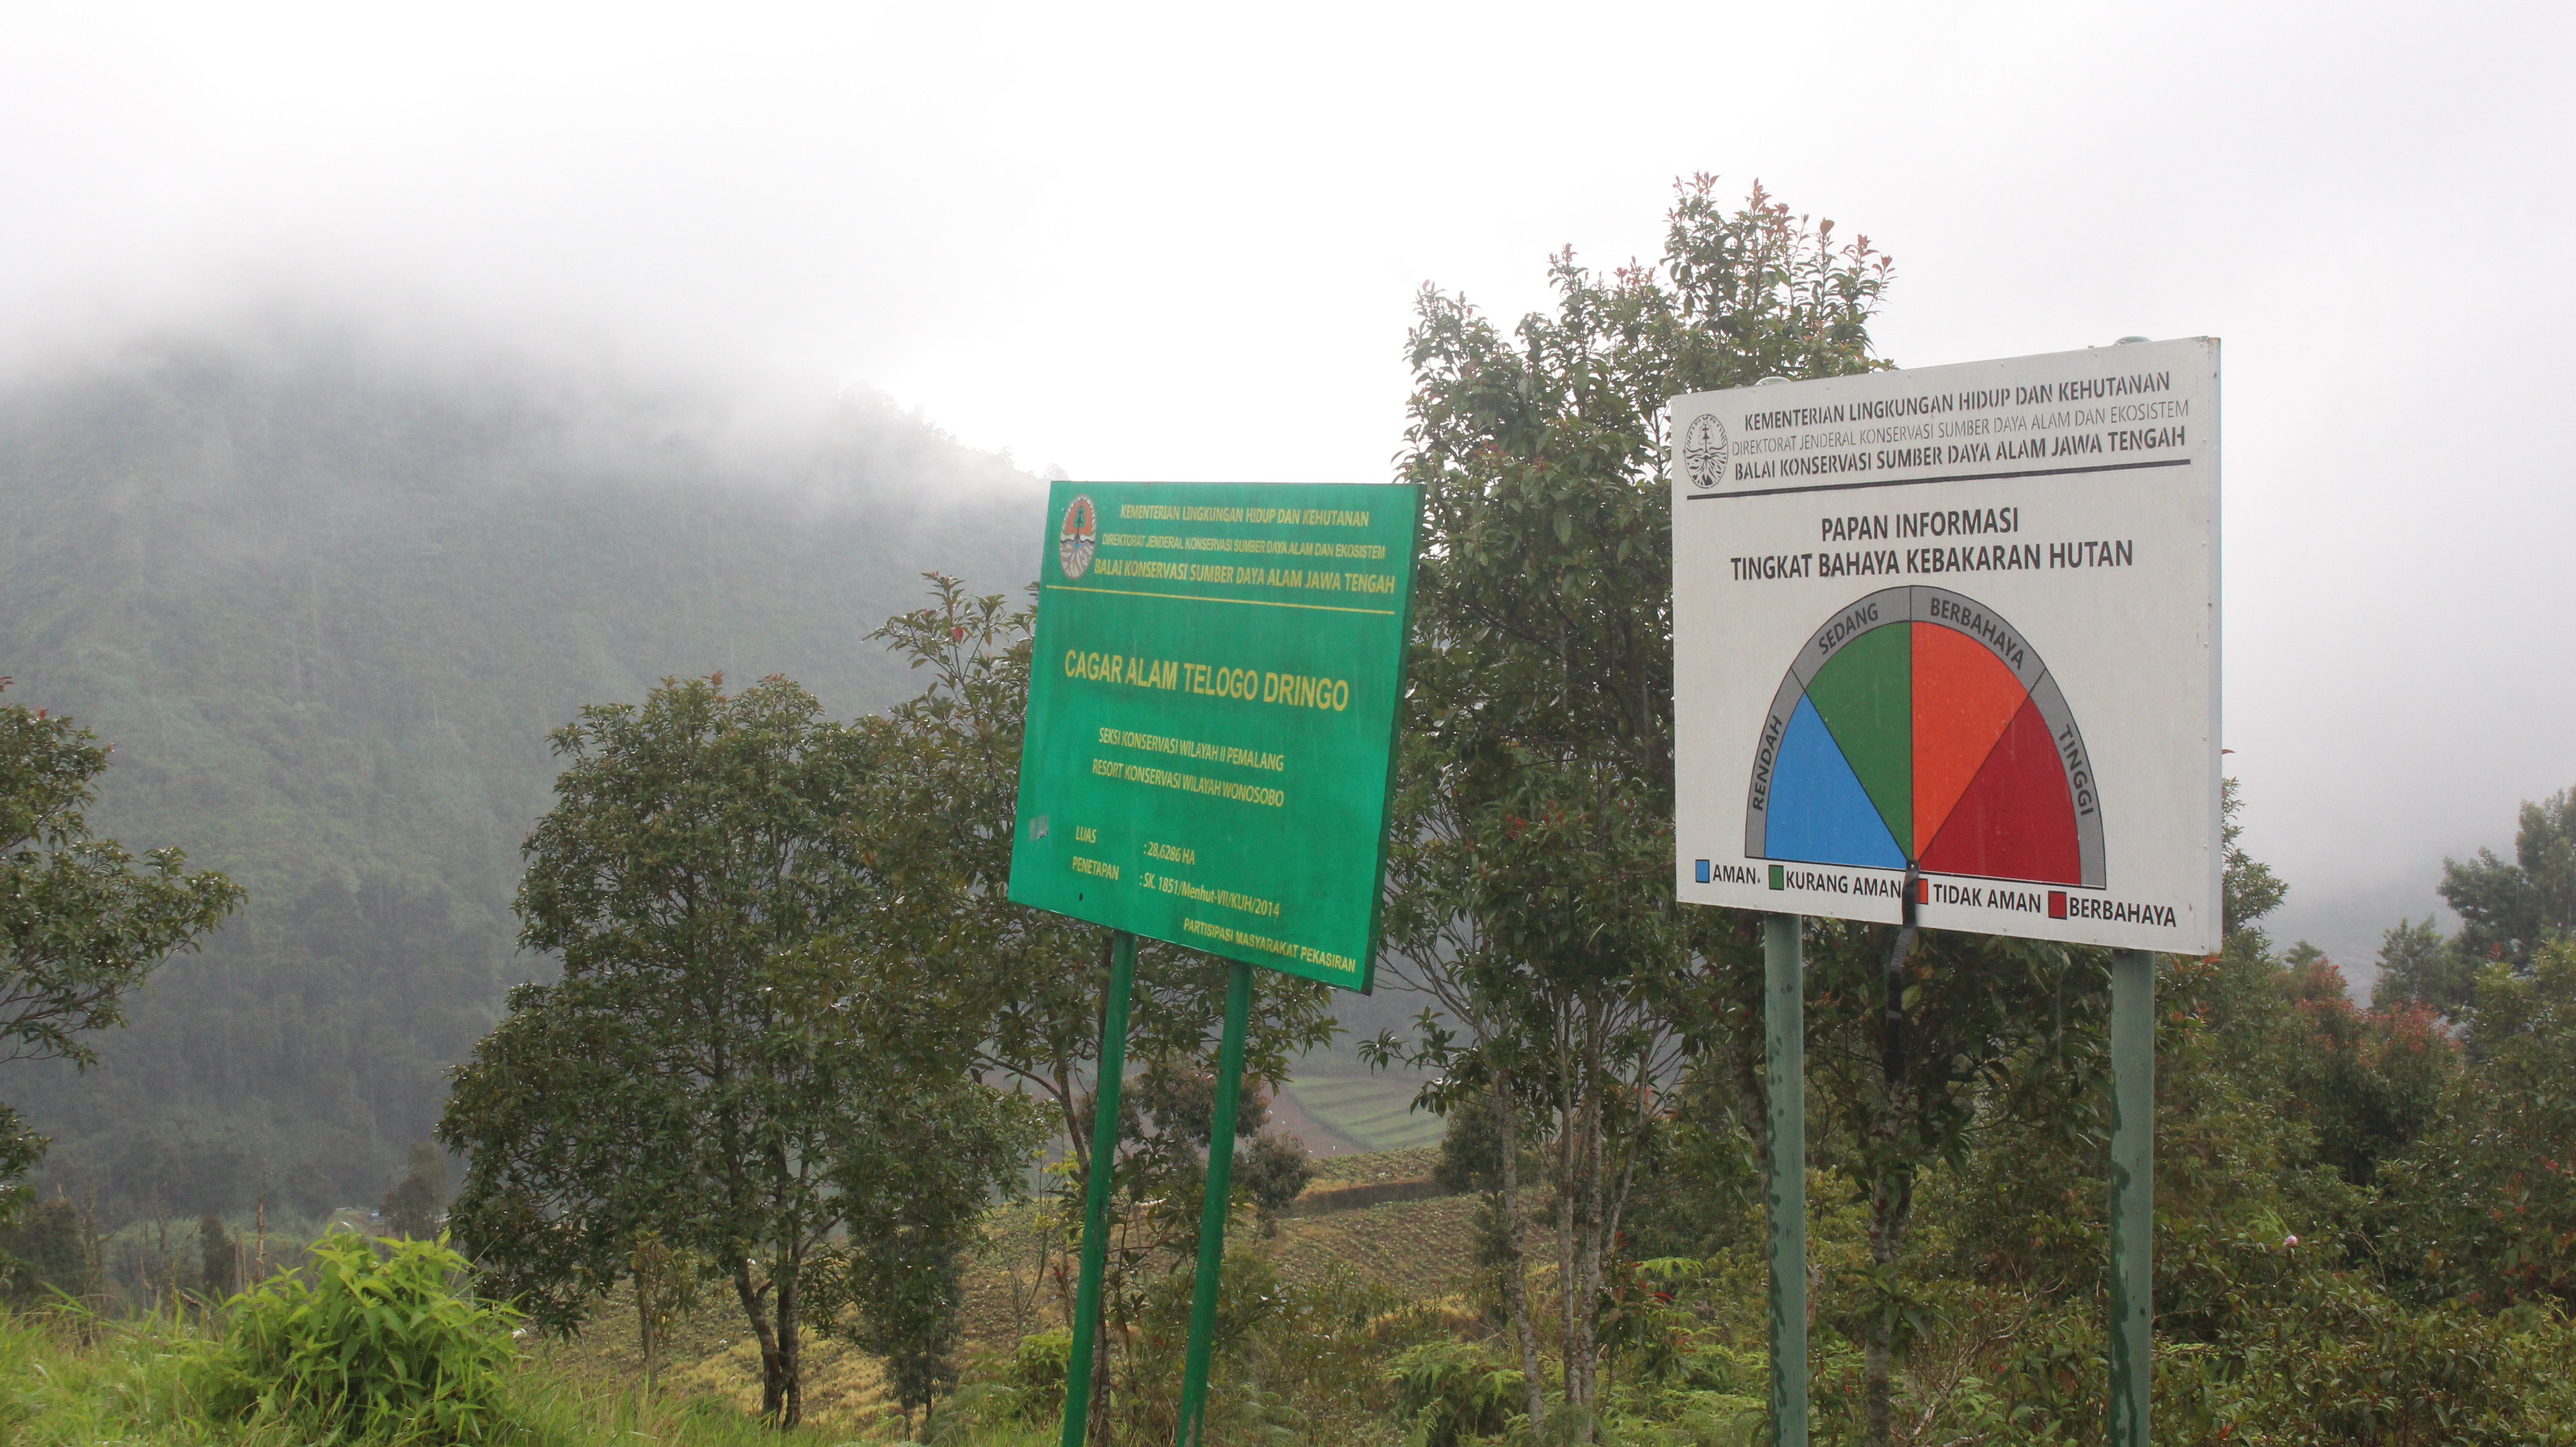 KEMENTERIAN LINGKUNGAN HIDUP DAN KEHUTANAN
DIREKTORAT JENDERAL KONSERVASI SUMBER DAYA ALAM DAN EKOSISTEM
BALAI KONSERVASI SUMBER DAYA ALAM JAWA TENGAH
CAGAR ALAM TELOGO DRINGO
SEKSI KONSERVASI WILAYAH II PEMALANG
RESORT KONSERVASI WILAYAH WONOSOBO
LUAS : 28,6286 HA
PENETAPAN : SK. 1851/Menhut-VII/KUH/2014
PARTISIPASI MASYARAKAT PEKASIRAN
KEMENTERIAN LINGKUNGAN HIDUP DAN KEHUTANAN
DIREKTORAT JENDERAL KONSERVASI SUMBER DAYA ALAM DAN EKOSISTEM
BALAI KONSERVASI SUMBER DAYA ALAM JAWA TENGAH
PAPAN INFORMASI
TINGKAT BAHAYA KEBAKARAN HUTAN
RENDAH
SEDANG
BERBAHAYA
TINGGI
AMAN KURANG AMAN TIDAK AMAN BERBAHAYA